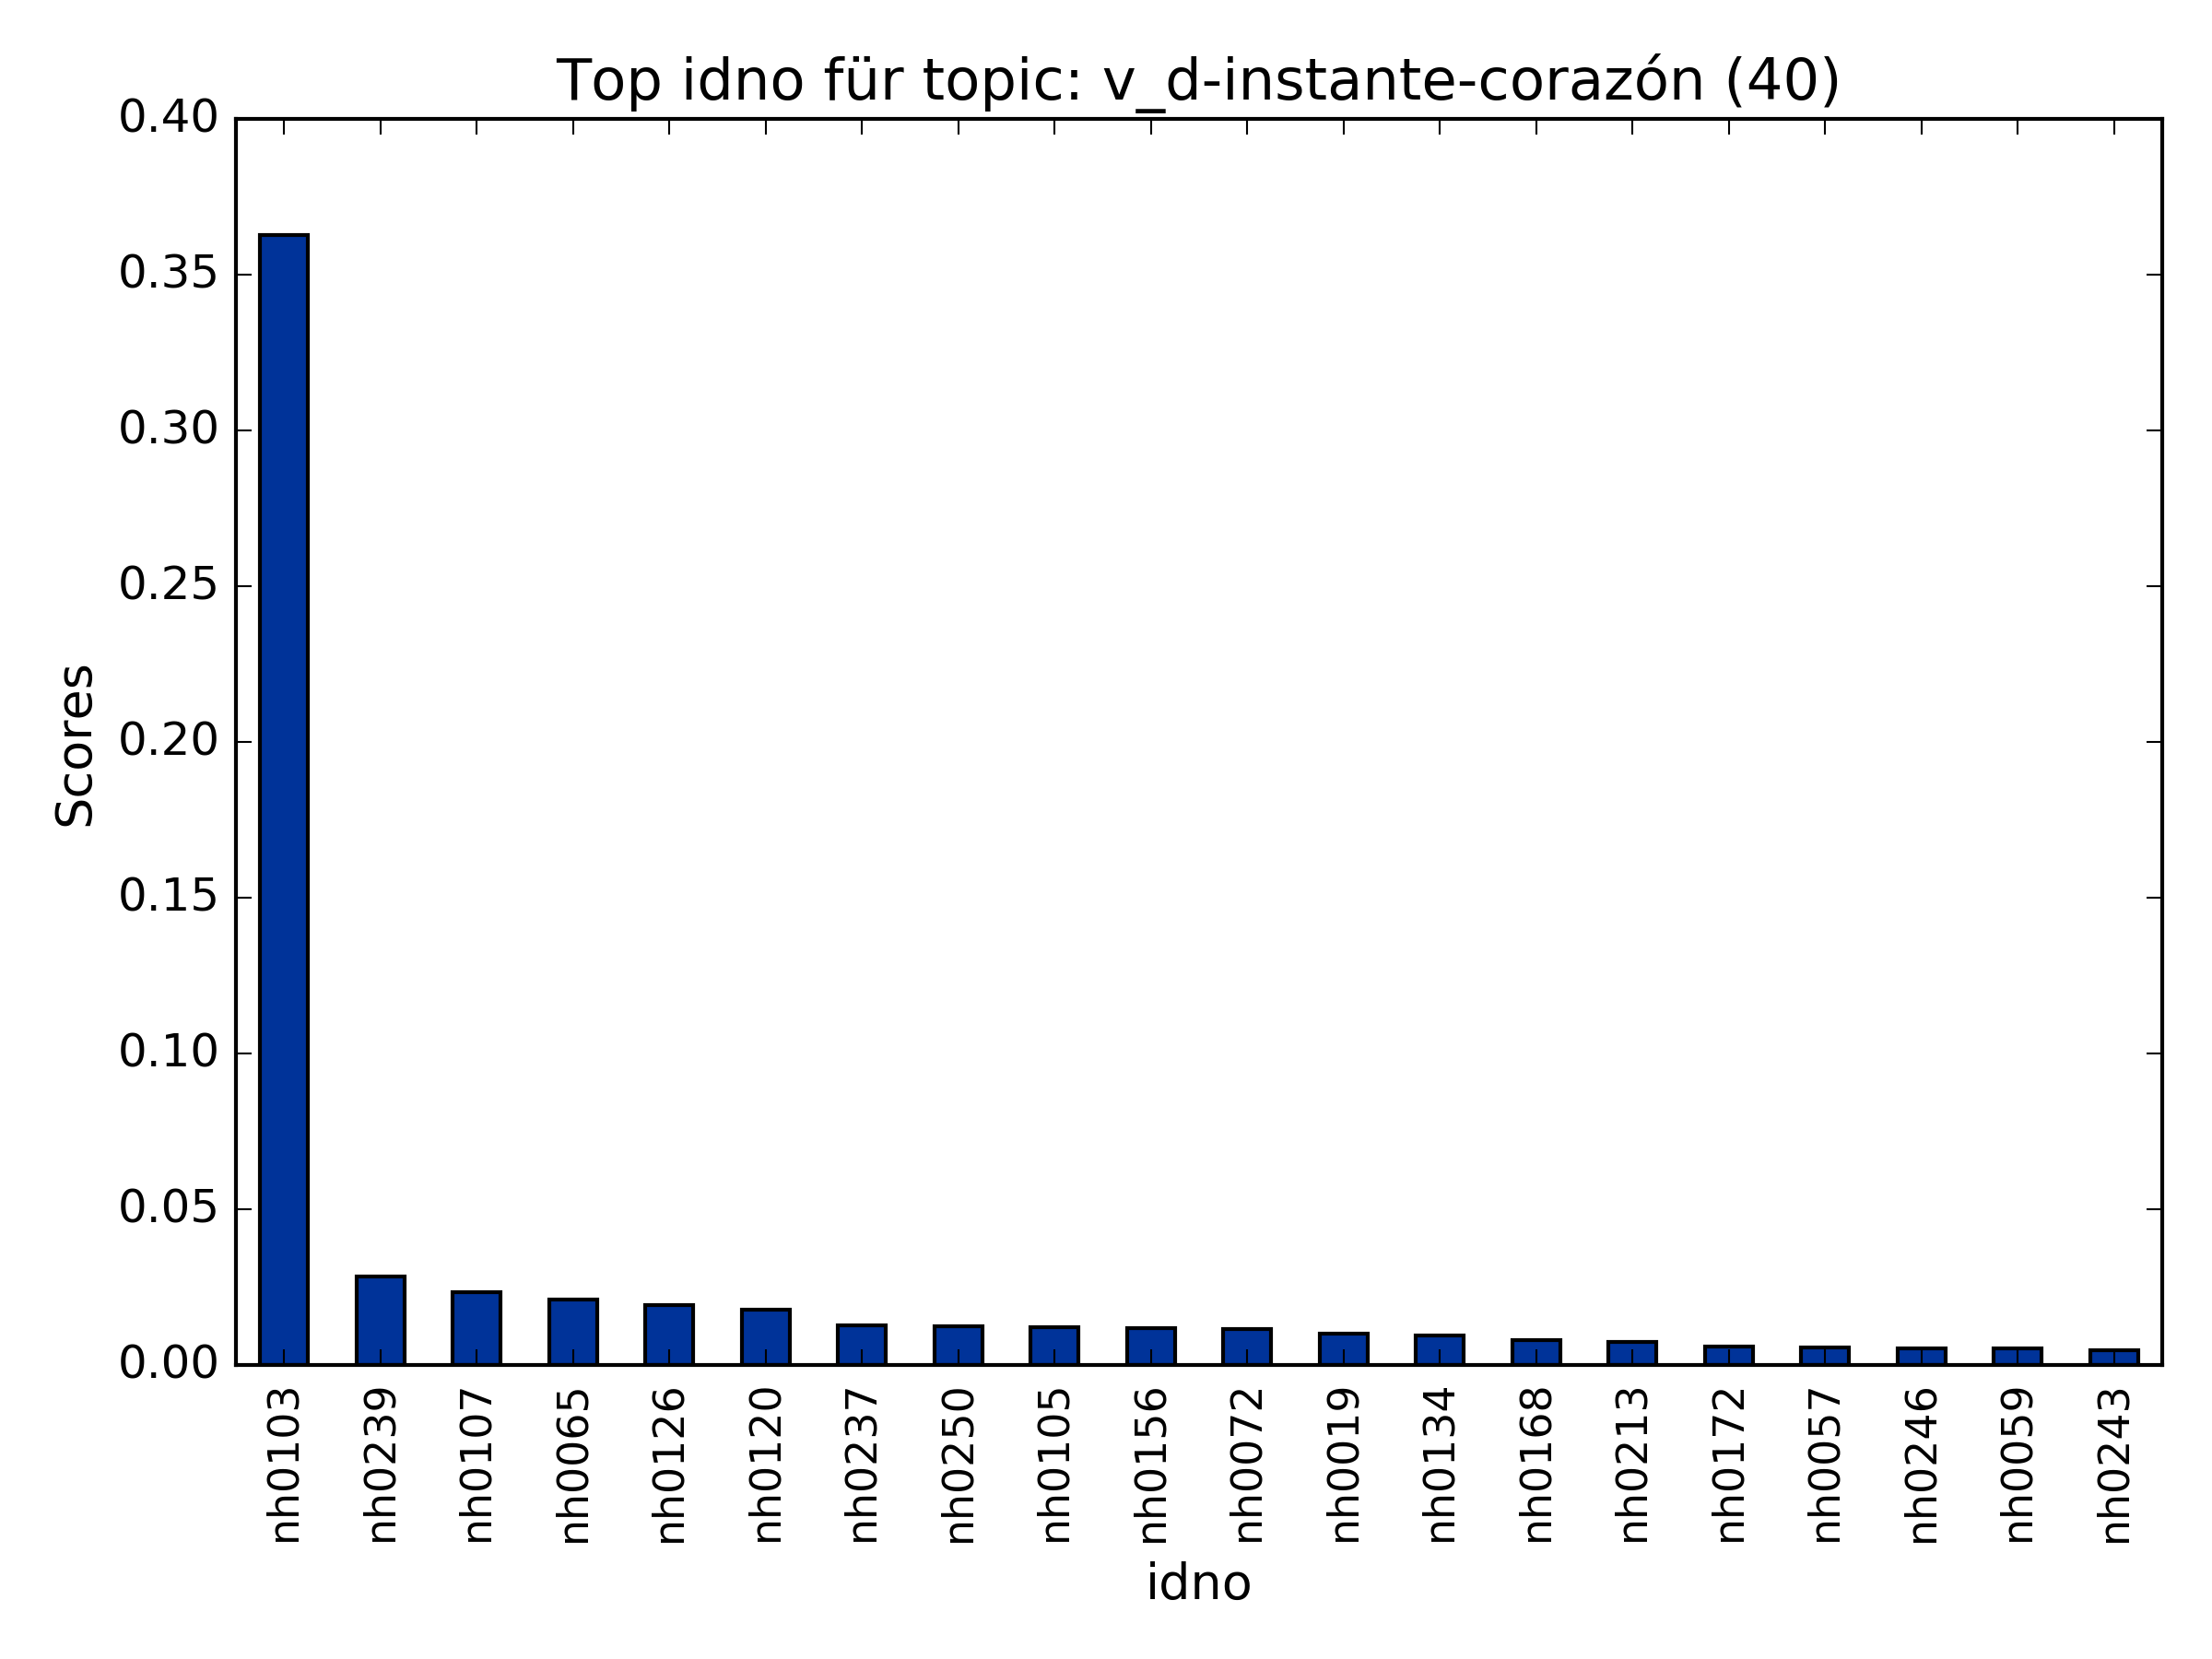 Top idno für topic: v_d-instante-corazón (40)
0.40
0.35
0.30
0.25
0.20
0.15
0.10
0.05
0.00
Scores
nh0103
nh0239
nh0107
nh0065
nh0126
nh0120
nh0237
nh0250
nh0105
nh0156
nh0072
nh0019
nh0134
nh0168
nh0213
nh0172
nh0057
nh0246
nh0059
nh0243
idno